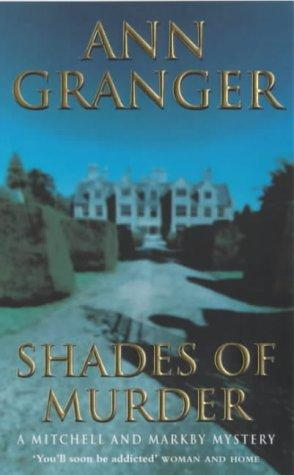 ANN
GRANGER
SHADES OF
MURDER
A MITCHELL AND MARKBY MYSTERY
'You'll soon be addicted' WOMAN AND HOME